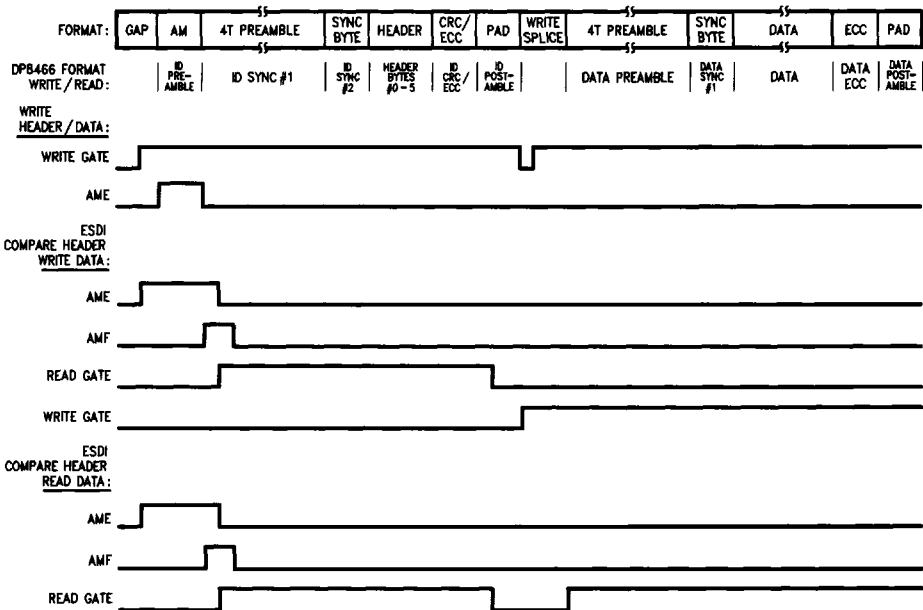 FORMAT: GAP AM 4T PREAMBLE SYNC BYTE HEADER CRC/ECC PAD WRITE SPLICE 4T PREAMBLE SYNC BYTE DATA ECC PAD
DP8466 FORMAT WRITE/READ: ID PRE-AMBLE ID SYNC #1 ID SYNC #2 HEADER BYTES #0-5 ID CRC/ECC ID POST-AMBLE DATA PREAMBLE DATA SYNC #1 DATA DATA ECC DATA POST-AMBLE
WRITE
HEADER/DATA:
WRITE GATE
AME
ESDI
COMPARE HEADER
WRITE DATA:
AME
AMF
READ GATE
WRITE GATE
ESDI
COMPARE HEADER
READ DATA:
AME
AMF
READ GATE